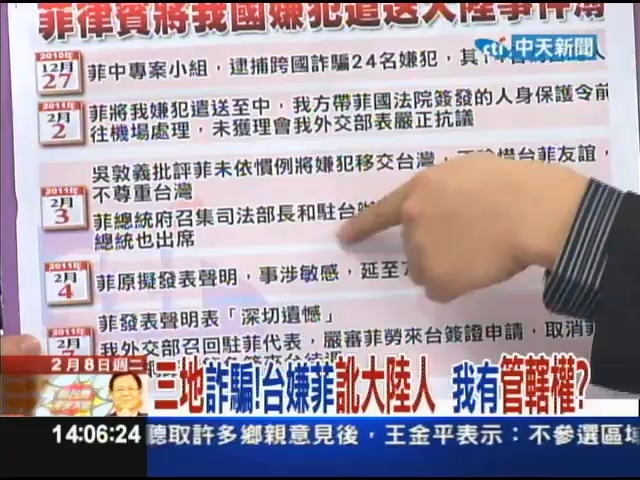 菲律賓將我國嫌犯遣送大陸事件簿
cti 中天新聞
2010年
12月
27
菲中專案小組，逮捕跨國詐騙24名嫌犯，其
人
2011年
2月
2
菲將我嫌犯遣送至中，我方帶菲國法院簽發的人身保護令前
往機場處理，未獲理會我外交部表嚴正抗議
2011年
2月
3
吳敦義批評菲未依慣例將嫌犯移交台灣，不珍惜台菲友誼，
不尊重台灣
菲總統府召集司法部長和駐台辦
總統也出席
2011年
2月
4
菲原擬發表聲明，事涉敏感，延至7
2011年
2月
7
菲發表聲明表「深切遺憾」
我外交部召回駐菲代表，嚴審菲勞來台簽證申請，取消菲
2月8日週二
三地詐騙!台嫌菲訛大陸人 我有管轄權?
14:06:24
德取許多鄉親意見後，王金平表示：不參選區域